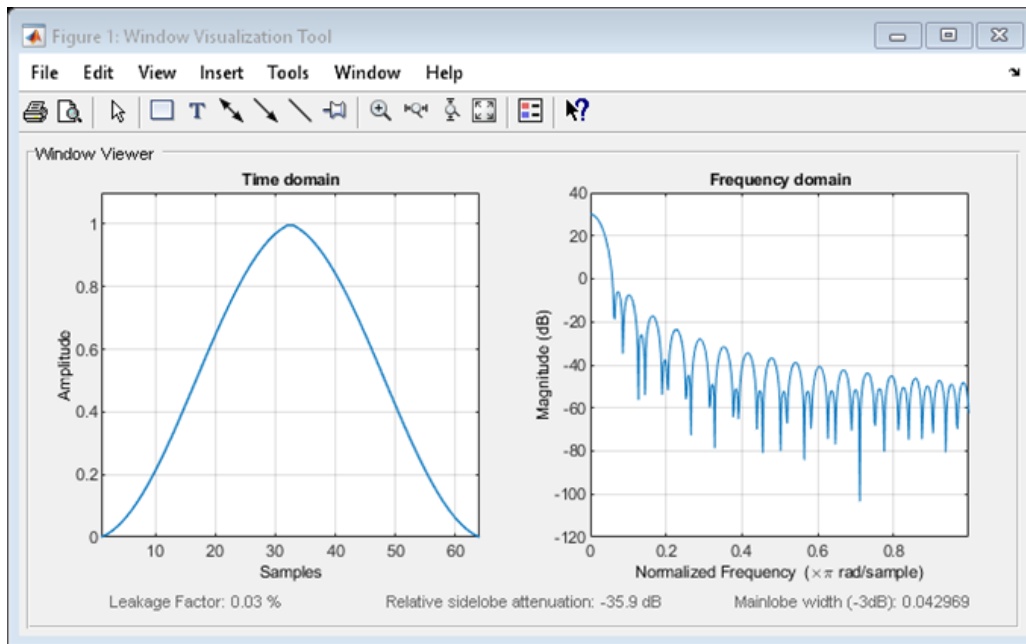 Figure 1: Window Visualization Tool
File Edit View Insert Tools Window Help
T
Window Viewer
Time domain
1
0.8
0.6
0.4
0.2
0
Amplitude
10 20 30 40 50 60
Samples
Frequency domain
40
20
0
-20
-40
-60
-80
-100
-120
Magnitude (dB)
0 0.2 0.4 0.6 0.8
Normalized Frequency (×π rad/sample)
Leakage Factor: 0.03 %
Relative sidelobe attenuation: -35.9 dB
Mainlobe width (-3dB): 0.042969